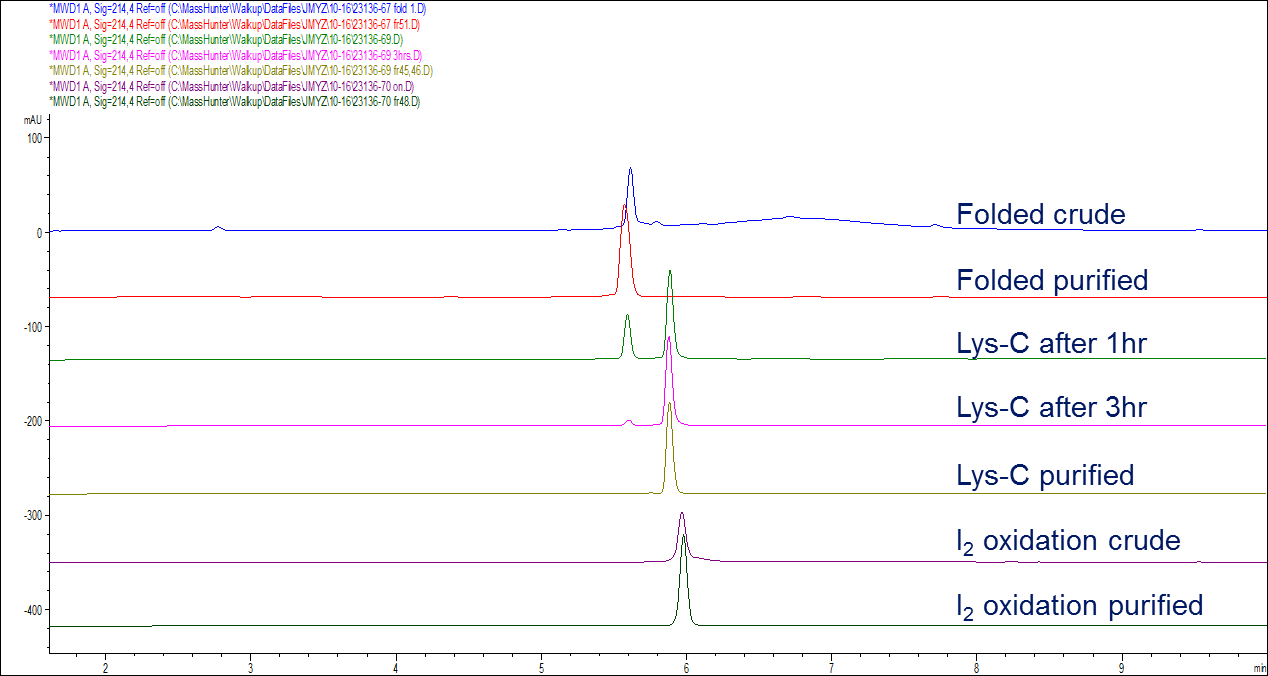 *MWD1 A, Sig=214,4 Ref=off (C:\MassHunter\Walkup\DataFiles\JMYZ\10-16\23136-67 fold 1.D)
*MWD1 A, Sig=214,4 Ref=off (C:\MassHunter\Walkup\DataFiles\JMYZ\10-16\23136-67 fr51.D)
*MWD1 A, Sig=214,4 Ref=off (C:\MassHunter\Walkup\DataFiles\JMYZ\10-16\23136-69.D)
*MWD1 A, Sig=214,4 Ref=off (C:\MassHunter\Walkup\DataFiles\JMYZ\10-16\23136-69 3hrs.D)
*MWD1 A, Sig=214,4 Ref=off (C:\MassHunter\Walkup\DataFiles\JMYZ\10-16\23136-69 fr45,46.D)
*MWD1 A, Sig=214,4 Ref=off (C:\MassHunter\Walkup\DataFiles\JMYZ\10-16\23136-70 on.D)
*MWD1 A, Sig=214,4 Ref=off (C:\MassHunter\Walkup\DataFiles\JMYZ\10-16\23136-70 fr48.D)
mAU
100
Folded crude
0
Folded purified
-100
Lys-C after 1hr
Lys-C after 3hr
-200
Lys-C purified
-300
I₂ oxidation crude
I₂ oxidation purified
-400
2 3 4 5 6 7 8 9 min